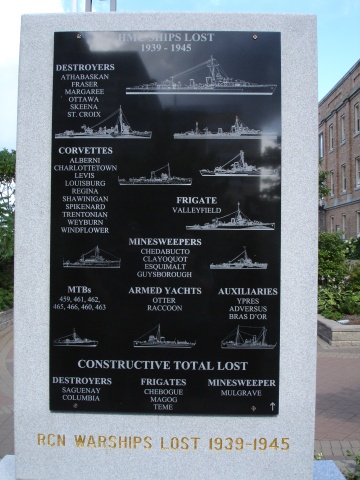 HMC SHIPS LOST
1939 - 1945
DESTROYERS
ATHABASKAN
FRASER
MARGAREE
OTTAWA
SKEENA
ST. CROIX
CORVETTES
ALBERNI
CHARLOTTETOWN
LEVIS
LOUISBURG
REGINA
SHAWINIGAN
SPIKENARD
TRENTONIAN
WEYBURN
WINDFLOWER
FRIGATE
VALLEYFIELD
MINESWEEPERS
CHEDABUCTO
CLAYOQUOT
ESQUIMALT
GUYSBOROUGH
MTBs
459, 461, 462,
465, 466, 460, 463
ARMED YACHTS
OTTER
RACCOON
AUXILIARIES
YPRES
ADVERSUS
BRAS D'OR
CONSTRUCTIVE TOTAL LOST
DESTROYERS
SAGUENAY
COLUMBIA
FRIGATES
CHEBOGUE
MAGOG
TEME
MINESWEEPER
MULGRAVE
RCN WARSHIPS LOST 1939-1945